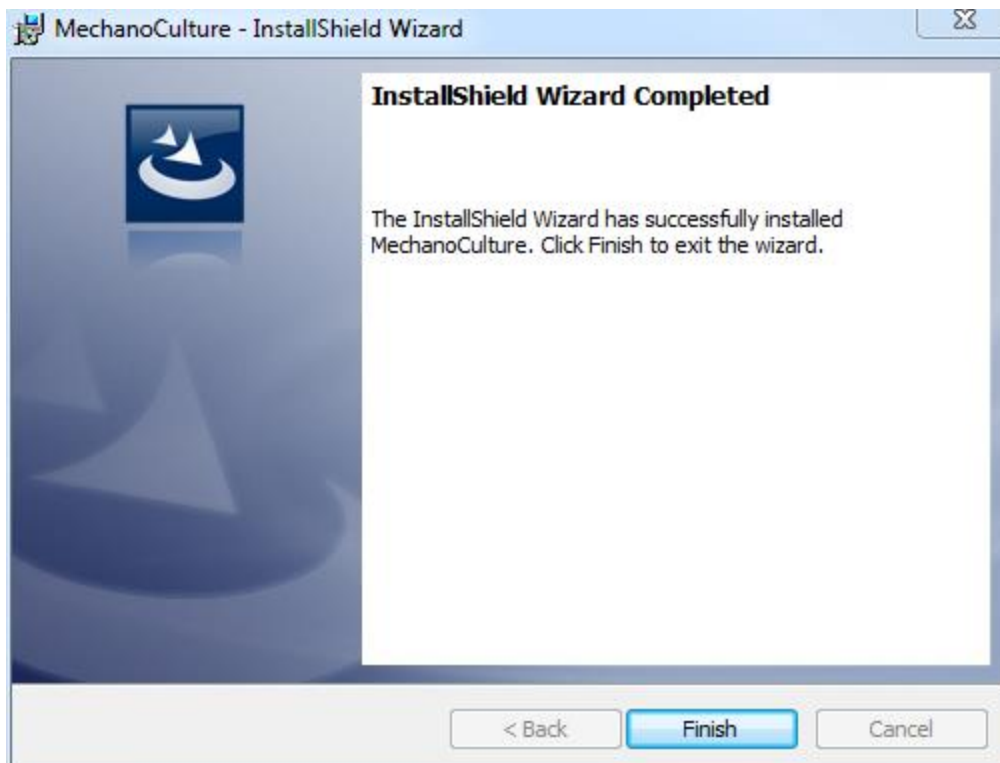 MechanoCulture - InstallShield Wizard
InstallShield Wizard Completed
The InstallShield Wizard has successfully installed
MechanoCulture. Click Finish to exit the wizard.
< Back
Finish
Cancel